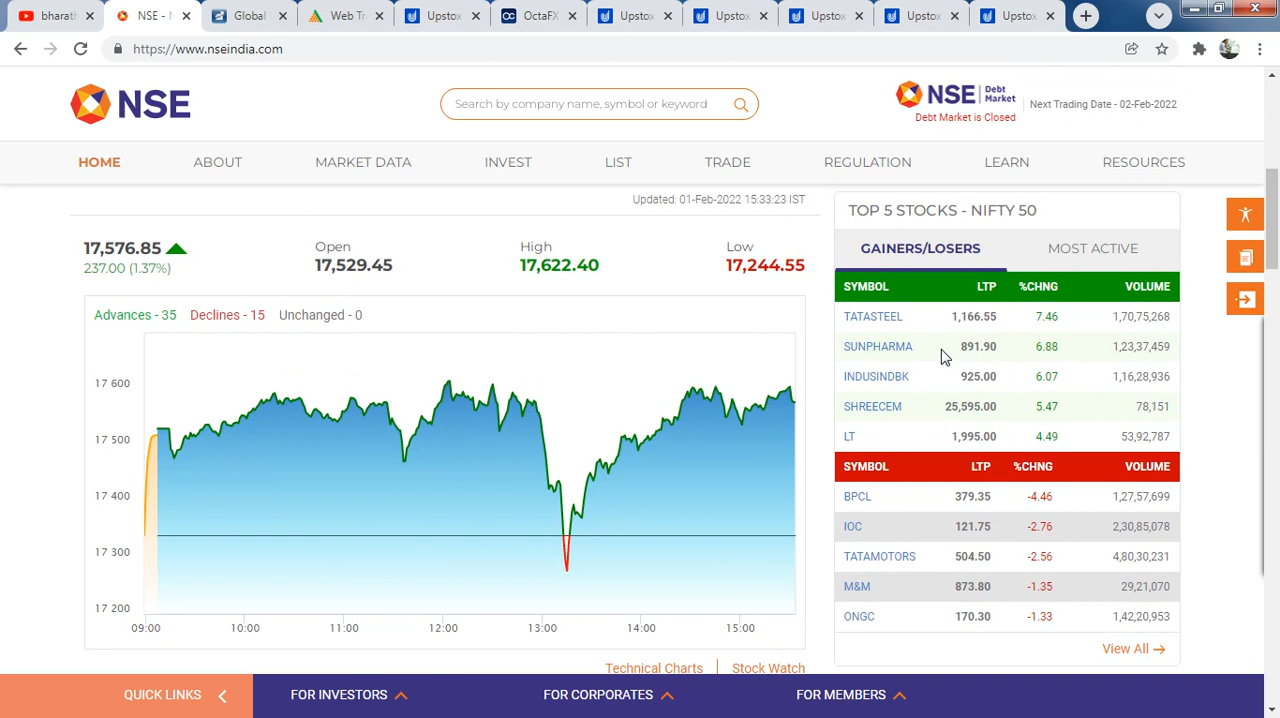 bharath
NSE - N
Global
Web Tr
Upstox
OctaFX
Upstox
Upstox
Upstox
Upstox
Upstox
https://www.nseindia.com
NSE
Search by company name, symbol or keyword
NSE Debt Market
Debt Market is Closed
Next Trading Date - 02-Feb-2022
HOME ABOUT MARKET DATA INVEST LIST TRADE REGULATION LEARN RESOURCES
Updated: 01-Feb-2022 15:33:23 IST
17,576.85
237.00 (1.37%)
Open
17,529.45
High
17,622.40
Low
17,244.55
Advances - 35 Declines - 15 Unchanged - 0
17 600
17 500
17 400
17 300
17 200
09:00 10:00 11:00 12:00 13:00 14:00 15:00
Technical Charts Stock Watch
TOP 5 STOCKS - NIFTY 50
GAINERS/LOSERS MOST ACTIVE
SYMBOL LTP %CHNG VOLUME
TATASTEEL 1,166.55 7.46 1,70,75,268
SUNPHARMA 891.90 6.88 1,23,37,459
INDUSINDBK 925.00 6.07 1,16,28,936
SHREECEM 25,595.00 5.47 78,151
LT 1,995.00 4.49 53,92,787
SYMBOL LTP %CHNG VOLUME
BPCL 379.35 -4.46 1,27,57,699
IOC 121.75 -2.76 2,30,85,078
TATAMOTORS 504.50 -2.56 4,80,30,231
M&M 873.80 -1.35 29,21,070
ONGC 170.30 -1.33 1,42,20,953
View All
QUICK LINKS FOR INVESTORS FOR CORPORATES FOR MEMBERS